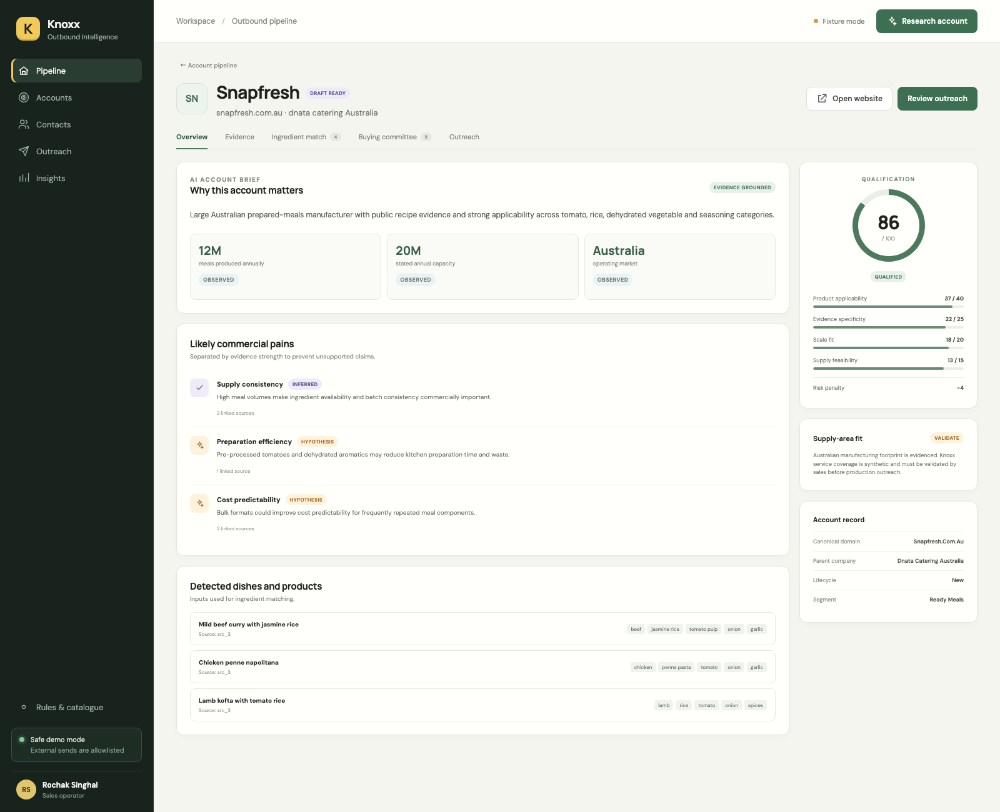 K
Knoxx
Outbound Intelligence
Pipeline
Accounts
Contacts
Outreach
Insights
Rules & catalogue
Safe demo mode
External sends are allowlisted
RS
Rochak Singhal
Sales operator
Workspace / Outbound pipeline
Fixture mode
Research account
← Account pipeline
SN
Snapfresh DRAFT READY
snapfresh.com.au · dnata catering Australia
Open website
Review outreach
Overview Evidence Ingredient match 4 Buying committee 5 Outreach
AI ACCOUNT BRIEF
Why this account matters
EVIDENCE GROUNDED
Large Australian prepared-meals manufacturer with public recipe evidence and strong applicability across tomato, rice, dehydrated vegetable and seasoning categories.
12M
meals produced annually
OBSERVED
20M
stated annual capacity
OBSERVED
Australia
operating market
OBSERVED
Likely commercial pains
Separated by evidence strength to prevent unsupported claims.
Supply consistency INFERRED
High meal volumes make ingredient availability and batch consistency commercially important.
2 linked sources
Preparation efficiency HYPOTHESIS
Pre-processed tomatoes and dehydrated aromatics may reduce kitchen preparation time and waste.
1 linked source
Cost predictability HYPOTHESIS
Bulk formats could improve cost predictability for frequently repeated meal components.
2 linked sources
Detected dishes and products
Inputs used for ingredient matching.
Mild beef curry with jasmine rice
Source: src_3
beef jasmine rice tomato pulp onion garlic
Chicken penne napolitana
Source: src_3
chicken penne pasta tomato onion garlic
Lamb kofta with tomato rice
Source: src_3
lamb rice tomato onion spices
QUALIFICATION
86
/ 100
QUALIFIED
Product applicability 37 / 40
Evidence specificity 22 / 25
Scale fit 18 / 20
Supply feasibility 13 / 15
Risk penalty -4
Supply-area fit VALIDATE
Australian manufacturing footprint is evidenced. Knoxx
service coverage is synthetic and must be validated by
sales before production outreach.
Account record
Canonical domain Snapfresh.Com.Au
Parent company Dnata Catering Australia
Lifecycle New
Segment Ready Meals